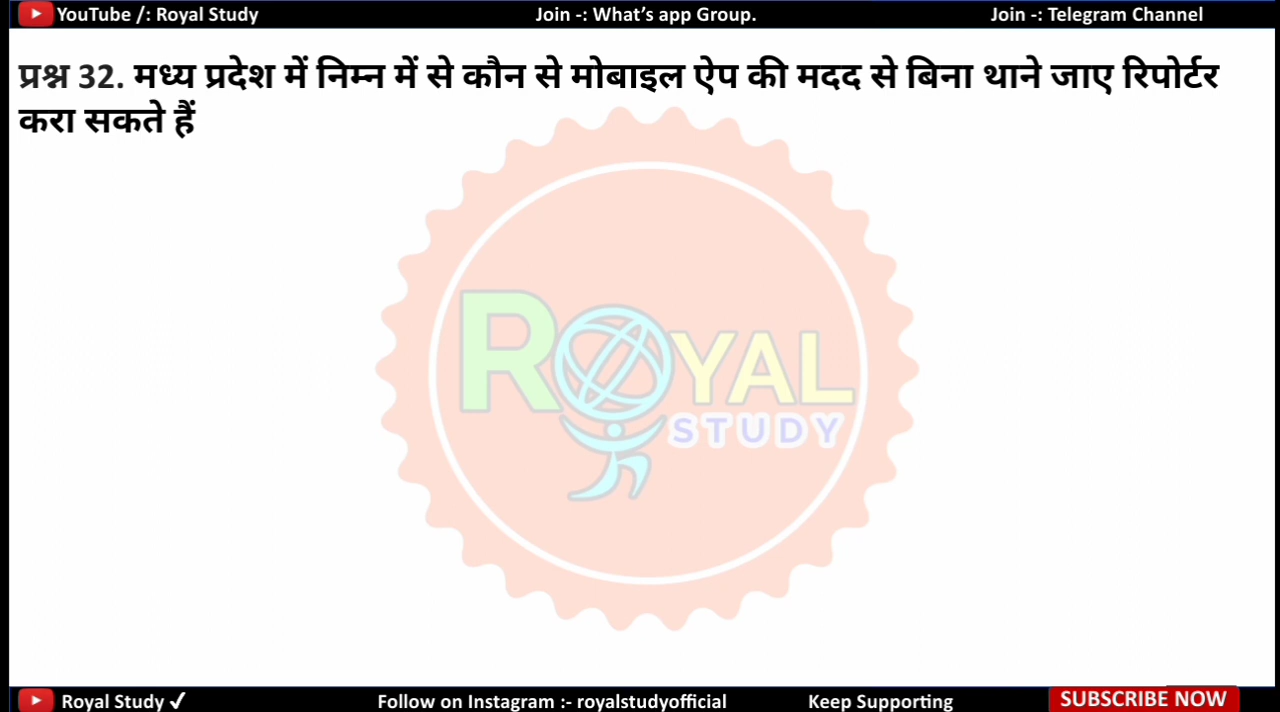 YouTube /: Royal Study Join -: What’s app Group. Join -: Telegram Channel
प्रश्न 32. मध्य प्रदेश में निम्न में से कौन से मोबाइल ऐप की मदद से बिना थाने जाए रिपोर्टर
करा सकते हैं
ROYAL
STUDY
Royal Study ✓ Follow on Instagram :- royalstudyofficial Keep Supporting SUBSCRIBE NOW